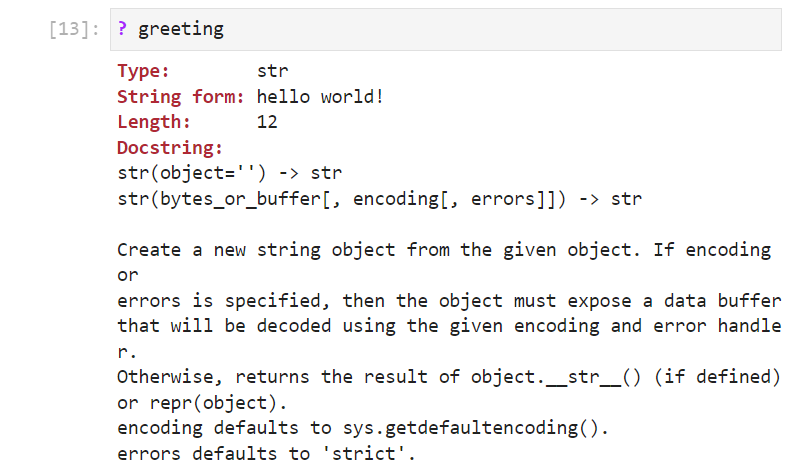 [13]: ? greeting
Type: str
String form: hello world!
Length: 12
Docstring:
str(object='') -> str
str(bytes_or_buffer[, encoding[, errors]]) -> str
Create a new string object from the given object. If encoding
or
errors is specified, then the object must expose a data buffer
that will be decoded using the given encoding and error handle
r.
Otherwise, returns the result of object.__str__() (if defined)
or repr(object).
encoding defaults to sys.getdefaultencoding().
errors defaults to 'strict'.